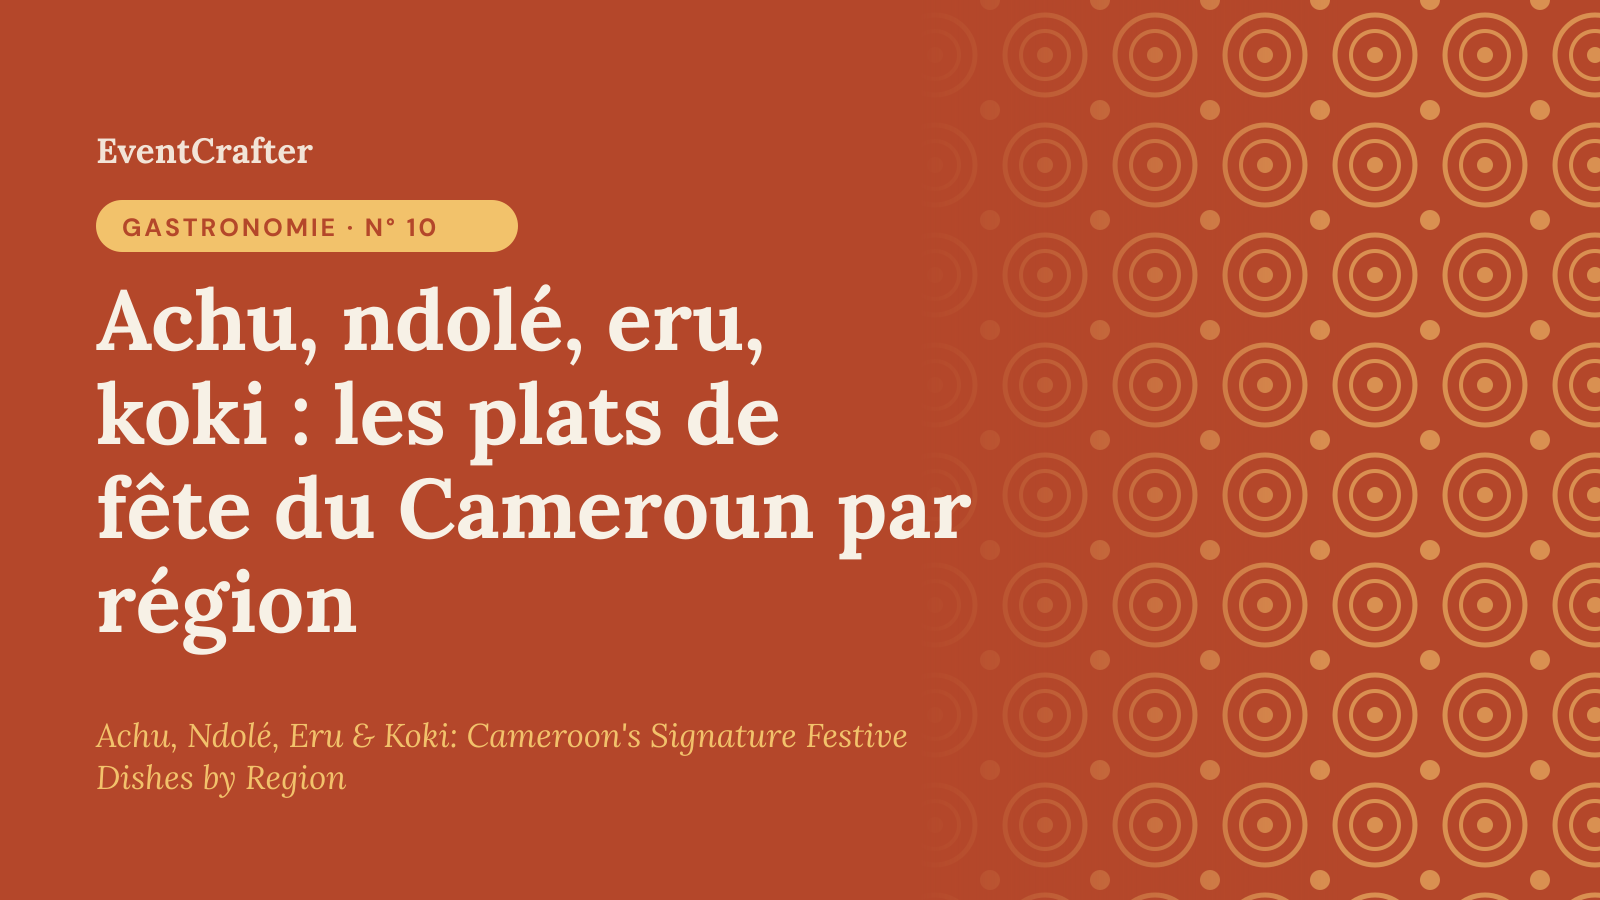 EventCrafter
GASTRONOMIE · N° 10
Achu, ndolé, eru,
koki : les plats de
fête du Cameroun par
région
Achu, Ndolé, Eru & Koki: Cameroon's Signature Festive
Dishes by Region